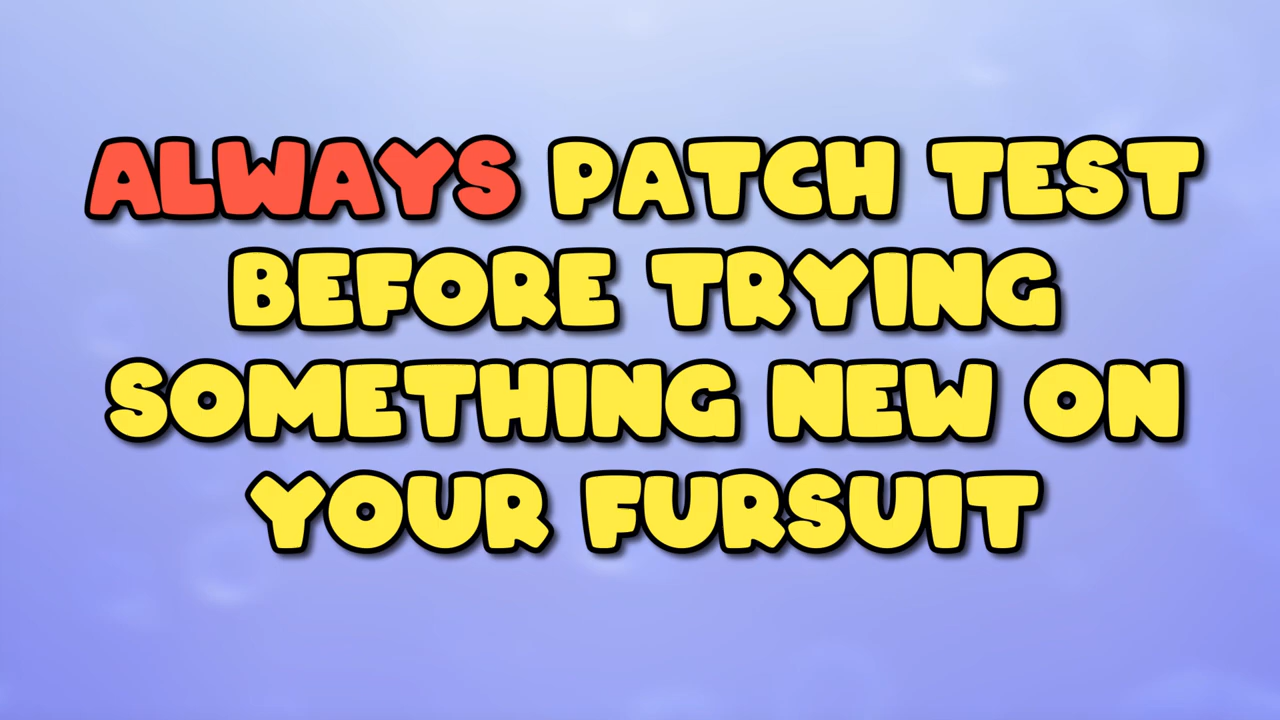 ALWAYS PATCH TEST
BEFORE TRYING
SOMETHING NEW ON
YOUR FURSUIT